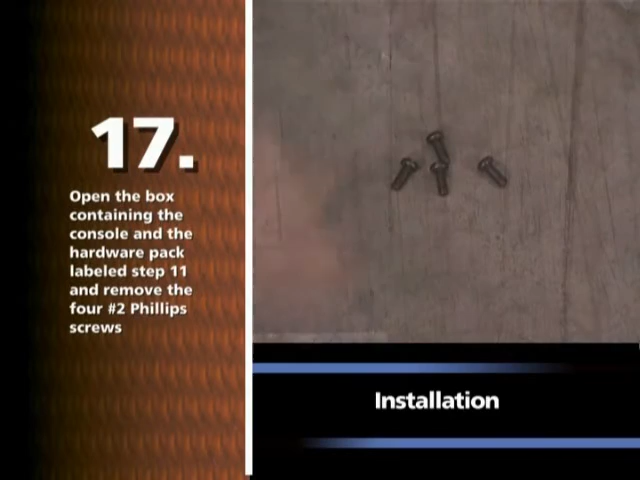 17.
Open the box
containing the
console and the
hardware pack
labeled step 11
and remove the
four #2 Phillips
screws
Installation